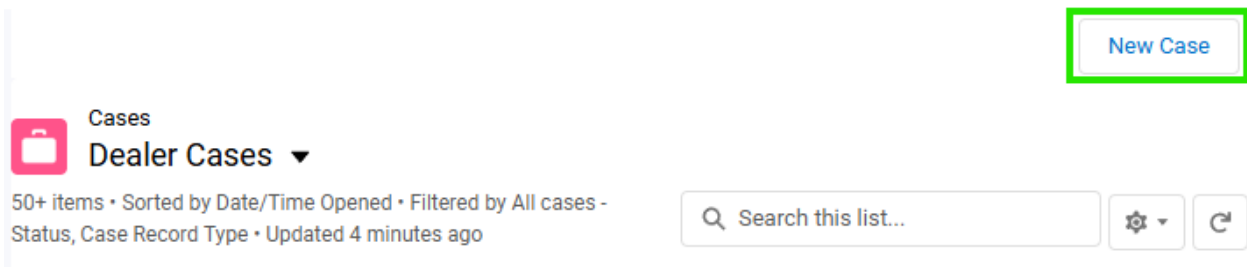 New Case
Cases
Dealer Cases
50+ items • Sorted by Date/Time Opened • Filtered by All cases -
Status, Case Record Type • Updated 4 minutes ago
Search this list...